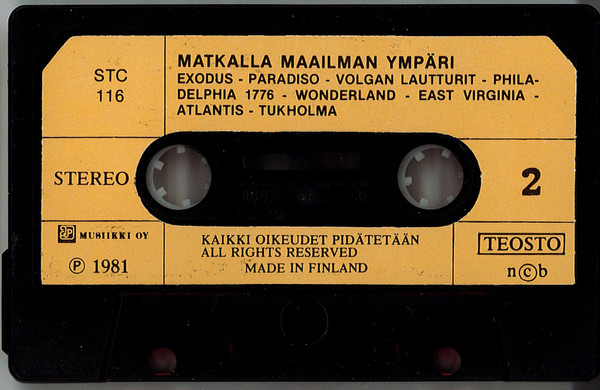 STC
116
MATKALLA MAAILMAN YMPÄRI
EXODUS - PARADISO - VOLGAN LAUTTURIT - PHILA-
DELPHIA 1776 - WONDERLAND - EAST VIRGINIA -
ATLANTIS - TUKHOLMA
STEREO
2
MUSIIKKI OY
Ⓟ 1981
KAIKKI OIKEUDET PIDÄTETÄÄN
ALL RIGHTS RESERVED
MADE IN FINLAND
TEOSTO
n©b